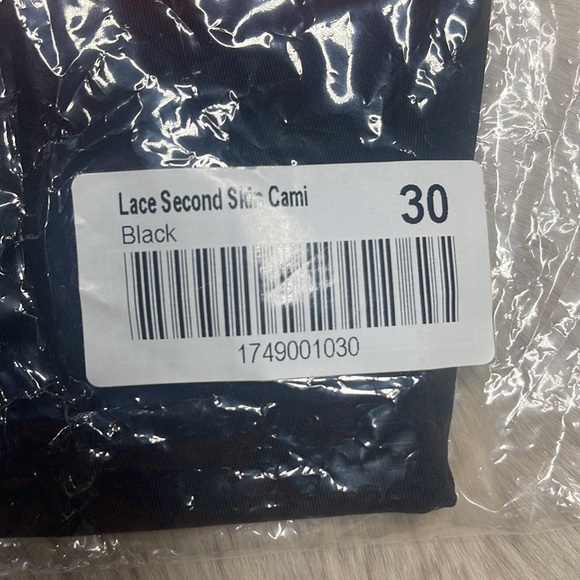 Lace Second Skin Cami
30
Black
1749001030